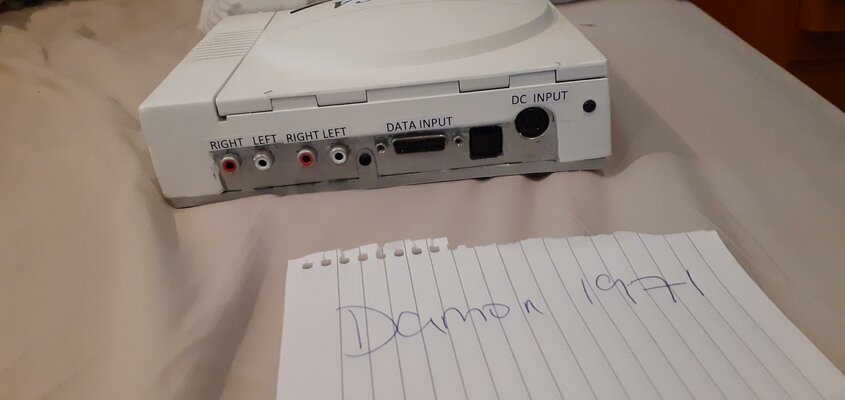 RIGHT LEFT RIGHT LEFT DATA INPUT DC INPUT
Damon 1971